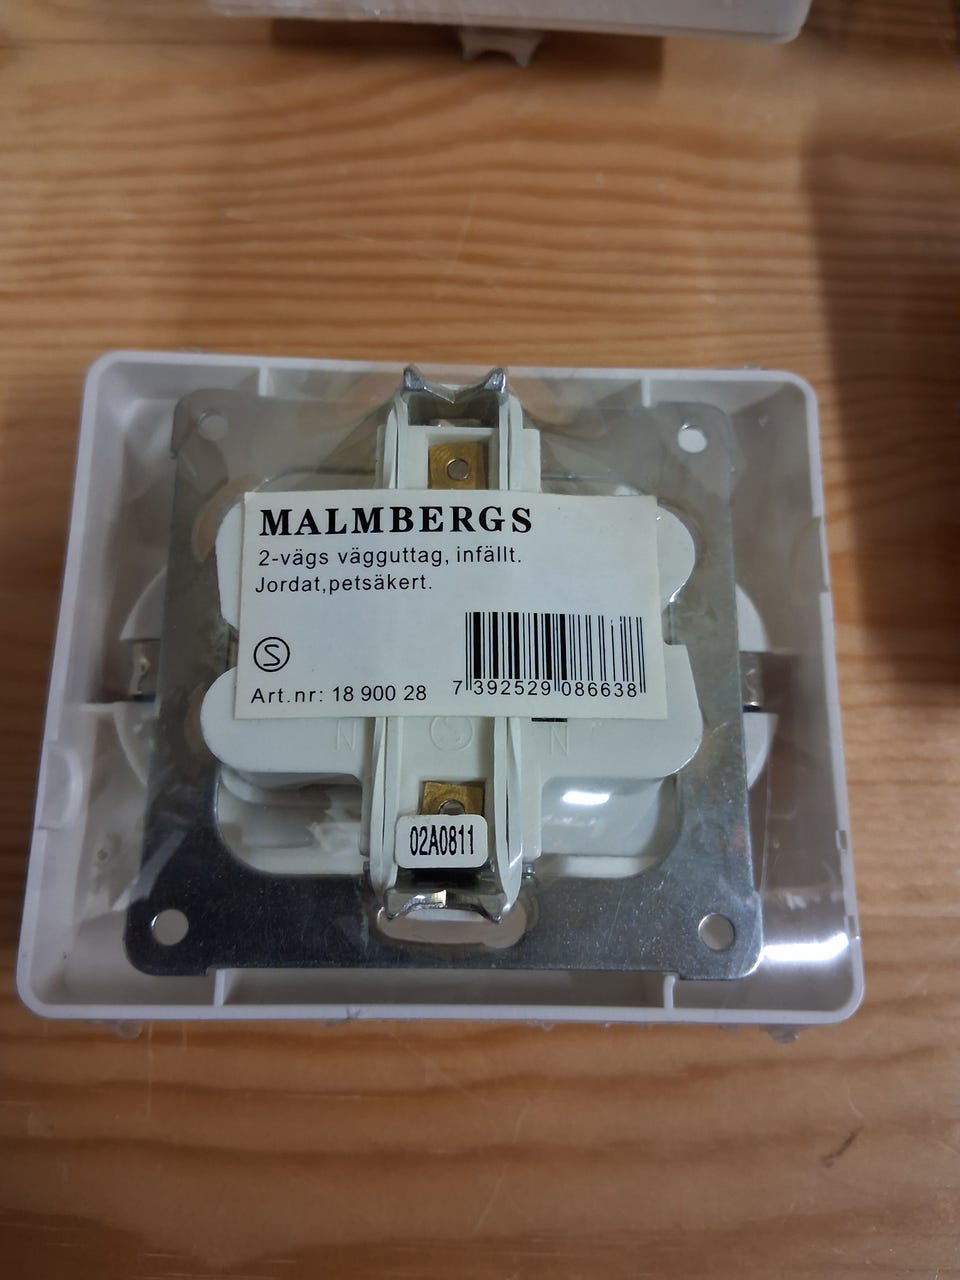 MALMBERGS
2-vägs vägguttag, infällt.
Jordat,petsäkert.
S
Art.nr: 18 900 28
7 392529 086638
N S N
02A0811